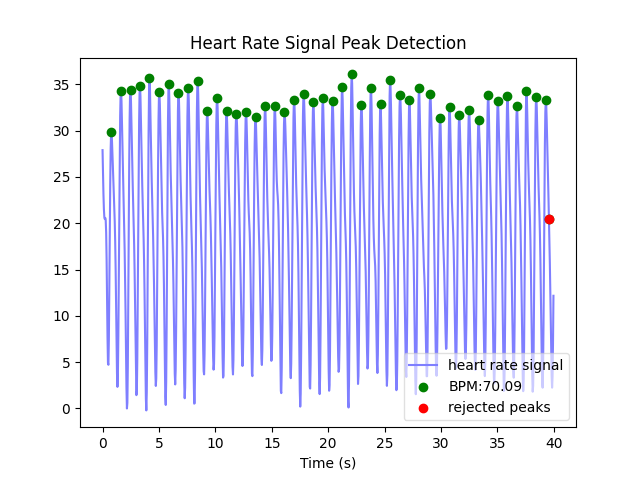 Heart Rate Signal Peak Detection
35
30
25
20
15
10
5
0
heart rate signal
BPM:70.09
rejected peaks
0 5 10 15 20 25 30 35 40
Time (s)